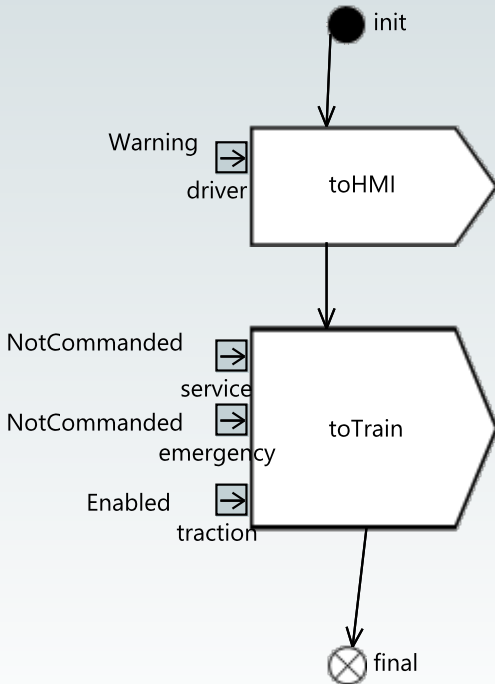 init
Warning
driver
toHMI
NotCommanded
service
NotCommanded
toTrain
emergency
Enabled
traction
final